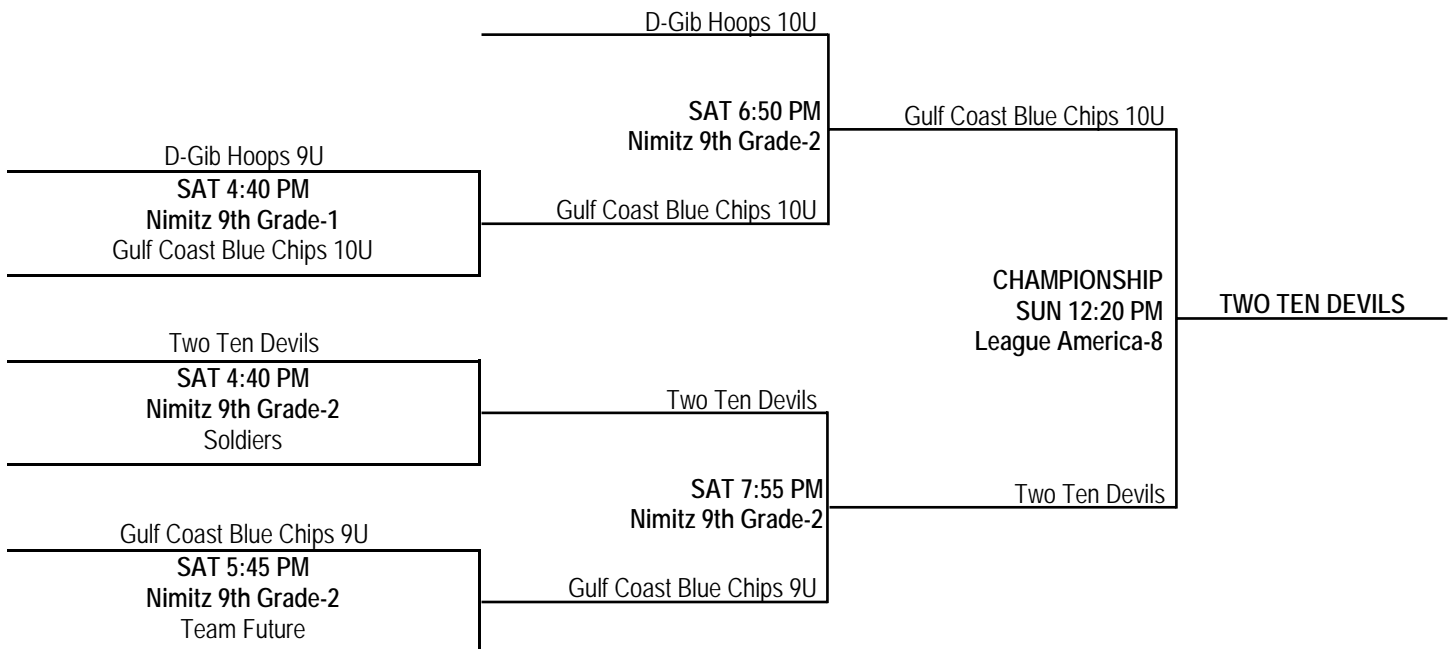 D-Gib Hoops 10U
SAT 6:50 PM
Nimitz 9th Grade-2
Gulf Coast Blue Chips 10U
D-Gib Hoops 9U
SAT 4:40 PM
Nimitz 9th Grade-1
Gulf Coast Blue Chips 10U
Gulf Coast Blue Chips 10U
CHAMPIONSHIP
SUN 12:20 PM
League America-8
TWO TEN DEVILS
Two Ten Devils
SAT 4:40 PM
Nimitz 9th Grade-2
Soldiers
Two Ten Devils
SAT 7:55 PM
Nimitz 9th Grade-2
Two Ten Devils
Gulf Coast Blue Chips 9U
SAT 5:45 PM
Nimitz 9th Grade-2
Team Future
Gulf Coast Blue Chips 9U